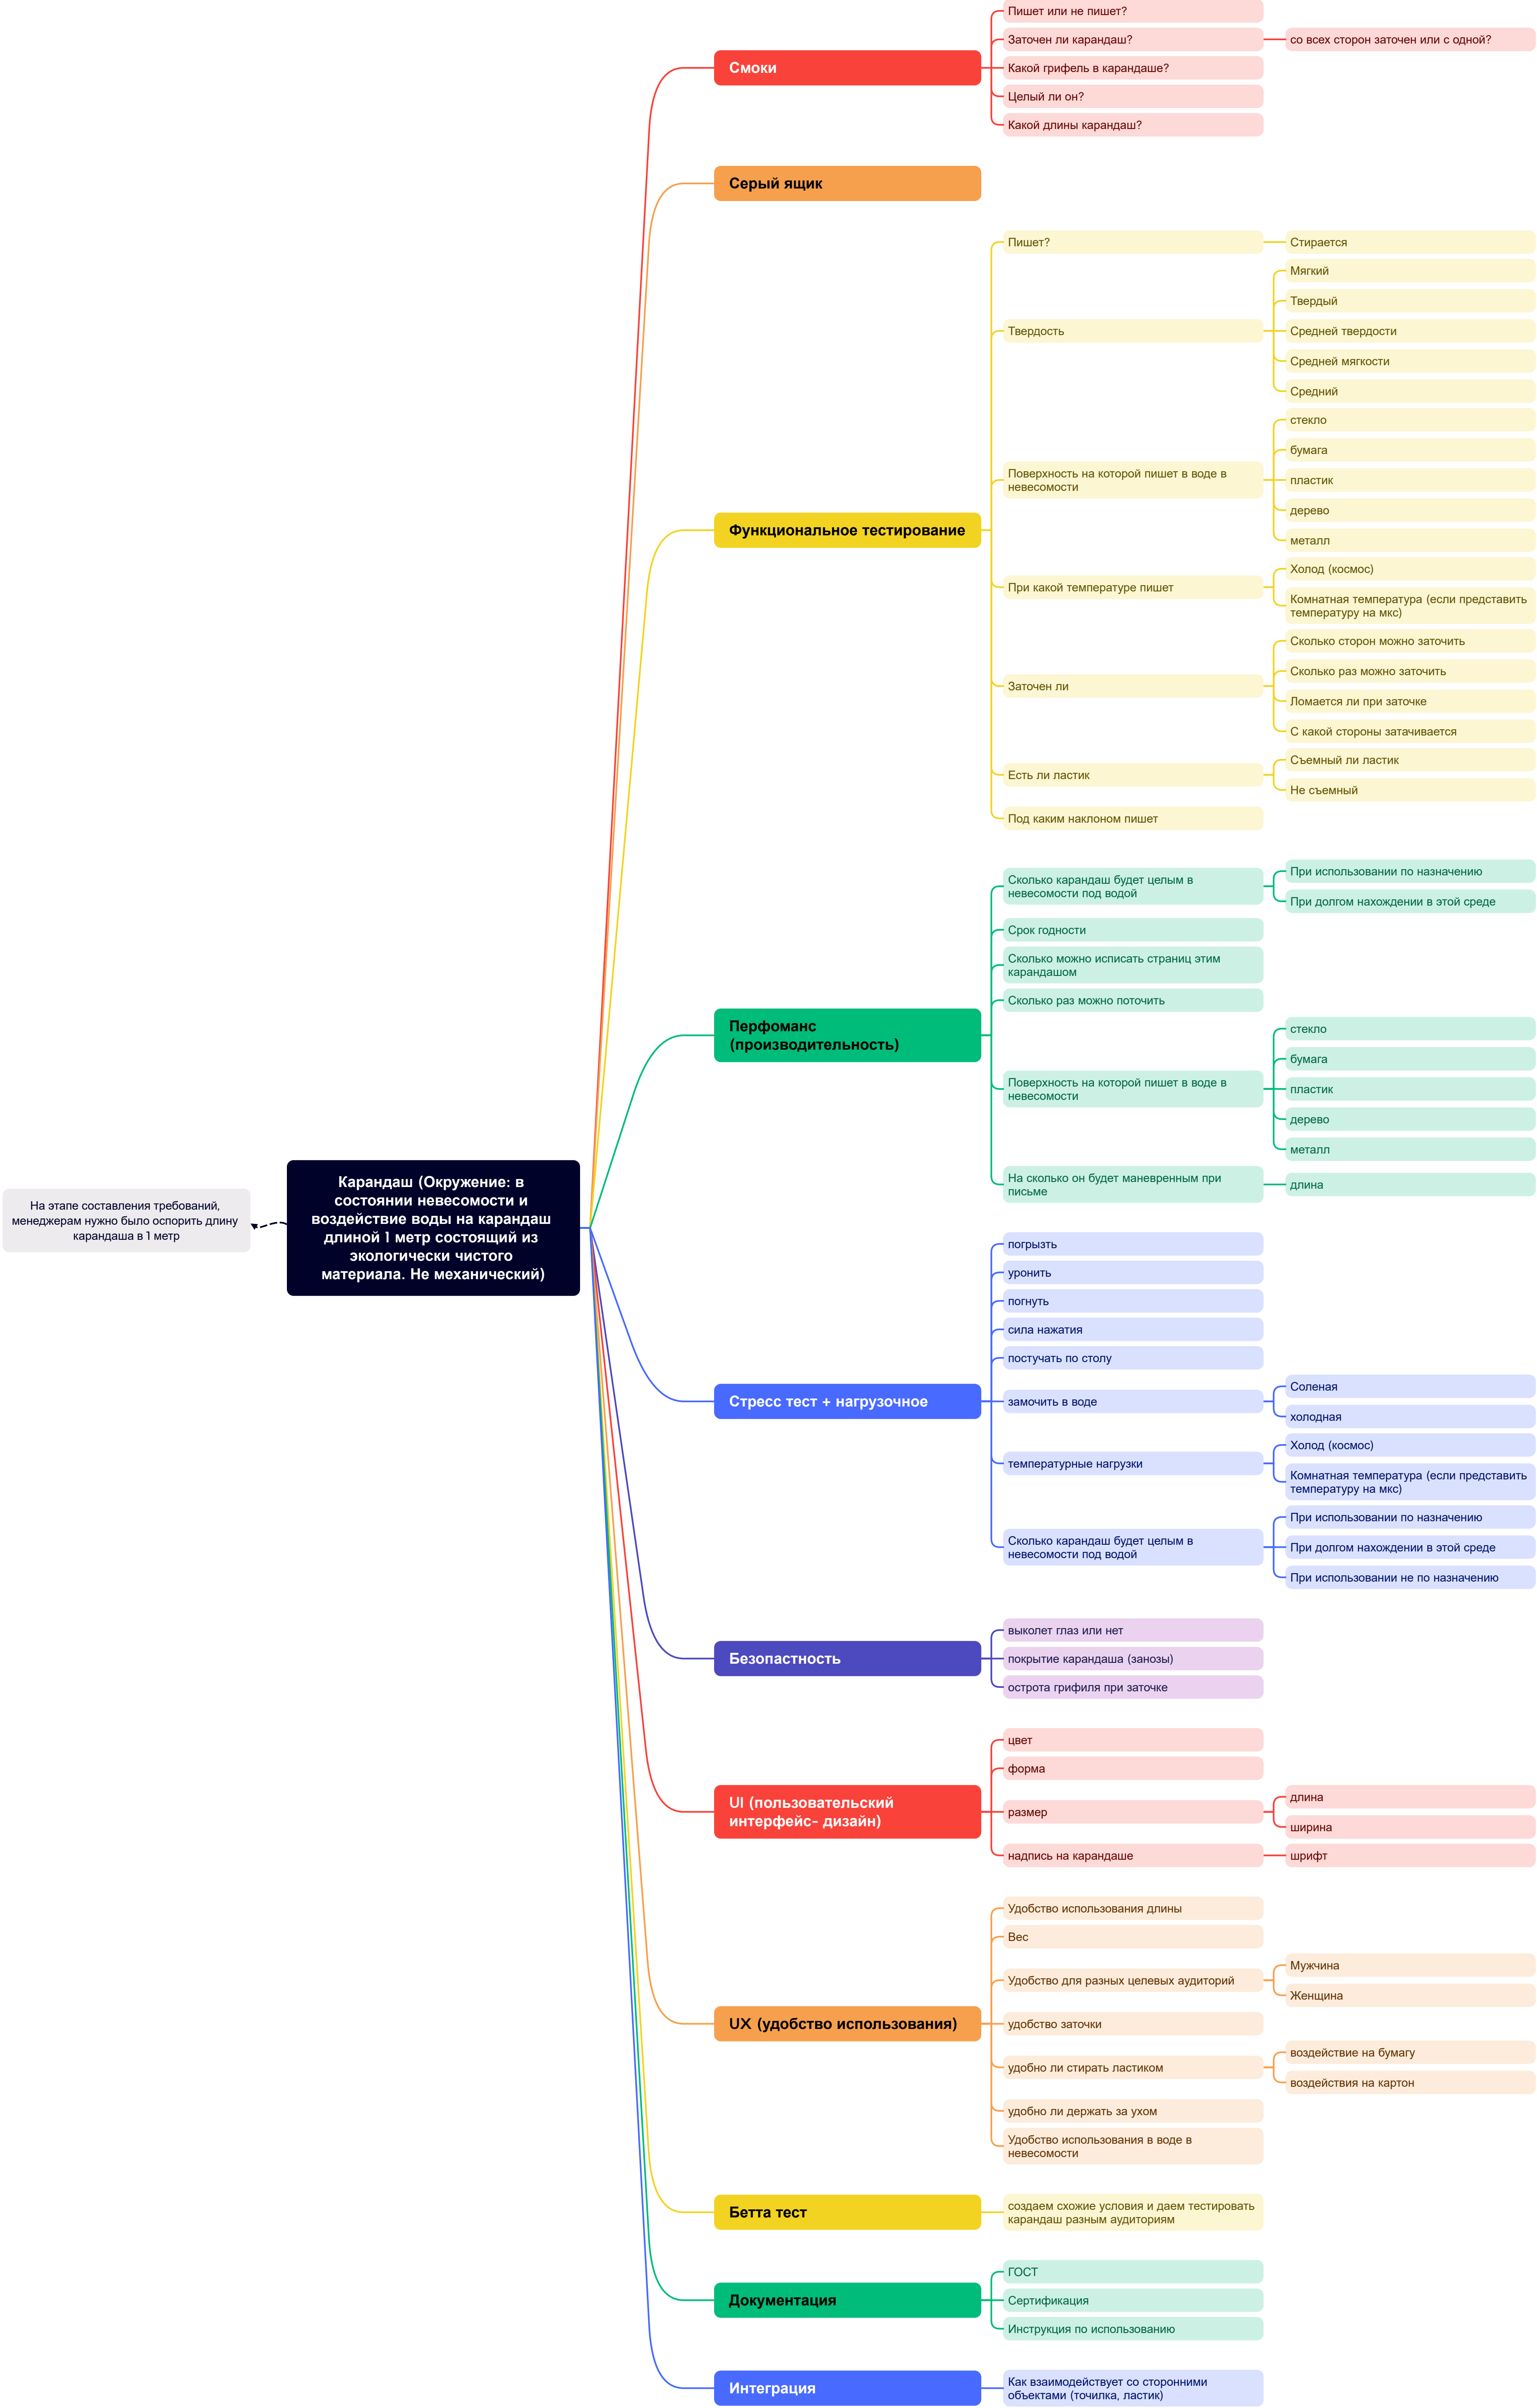 На этапе составления требований,
менеджерам нужно было оспорить длину
карандаша в 1 метр
Карандаш (Окружение: в
состоянии невесомости и
воздействие воды на карандаш
длиной 1 метр состоящий из
экологически чистого
материала. Не механический)
Смоки
Пишет или не пишет?
Заточен ли карандаш?
со всех сторон заточен или с одной?
Какой грифель в карандаше?
Целый ли он?
Какой длины карандаш?
Серый ящик
Функциональное тестирование
Пишет?
Стирается
Твердость
Мягкий
Твердый
Средней твердости
Средней мягкости
Средний
Поверхность на которой пишет в воде в
невесомости
стекло
бумага
пластик
дерево
металл
При какой температуре пишет
Холод (космос)
Комнатная температура (если представить
температуру на мкс)
Заточен ли
Сколько сторон можно заточить
Сколько раз можно заточить
Ломается ли при заточке
С какой стороны затачивается
Есть ли ластик
Съемный ли ластик
Не съемный
Под каким наклоном пишет
Перфоманс
(производительность)
Сколько карандаш будет целым в
невесомости под водой
При использовании по назначению
При долгом нахождении в этой среде
Срок годности
Сколько можно исписать страниц этим
карандашом
Сколько раз можно поточить
Поверхность на которой пишет в воде в
невесомости
стекло
бумага
пластик
дерево
металл
На сколько он будет маневренным при
письме
длина
Стресс тест + нагрузочное
погрызть
уронить
погнуть
сила нажатия
постучать по столу
замочить в воде
Соленая
холодная
температурные нагрузки
Холод (космос)
Комнатная температура (если представить
температуру на мкс)
Сколько карандаш будет целым в
невесомости под водой
При использовании по назначению
При долгом нахождении в этой среде
При использовании не по назначению
Безопастность
выколет глаз или нет
покрытие карандаша (занозы)
острота грифиля при заточке
UI (пользовательский
интерфейс- дизайн)
цвет
форма
размер
длина
ширина
надпись на карандаше
шрифт
UX (удобство использования)
Удобство использования длины
Вес
Удобство для разных целевых аудиторий
Мужчина
Женщина
удобство заточки
удобно ли стирать ластиком
воздействие на бумагу
воздействия на картон
удобно ли держать за ухом
Удобство использования в воде в
невесомости
Бетта тест
создаем схожие условия и даем тестировать
карандаш разным аудиториям
Документация
ГОСТ
Сертификация
Инструкция по использованию
Интеграция
Как взаимодействует со сторонними
объектами (точилка, ластик)